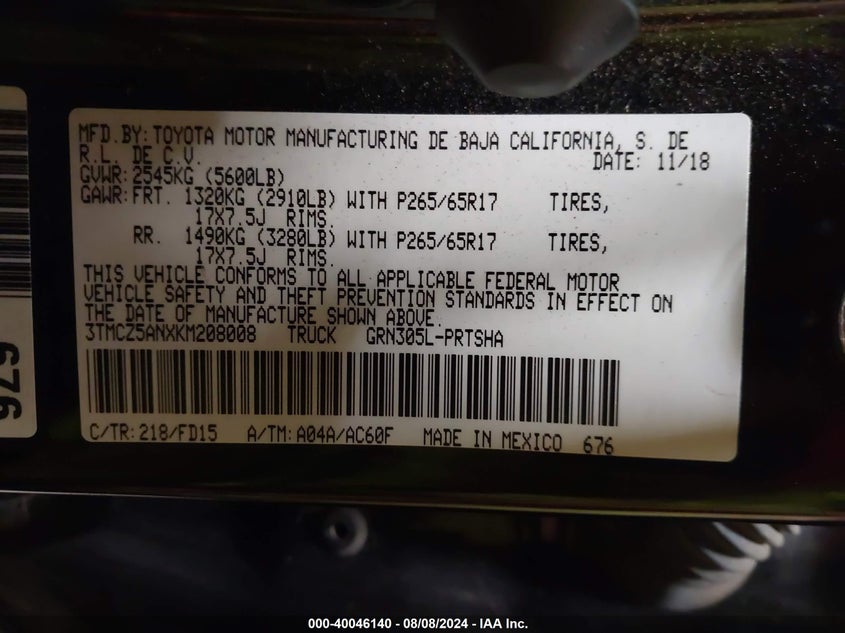 MFD.BY:TOYOTA MOTOR MANUFACTURING DE BAJA CALIFORNIA, S. DE
R.L. DE C.V. DATE: 11/18
GVWR:2545KG (5600LB)
GAWR:FRT. 1320KG (2910LB) WITH P265/65R17 TIRES,
17X7.5J RIMS.
RR. 1490KG (3280LB) WITH P265/65R17 TIRES,
17X7.5J RIMS.
THIS VEHICLE CONFORMS TO ALL APPLICABLE FEDERAL MOTOR
VEHICLE SAFETY AND THEFT PREVENTION STANDARDS IN EFFECT ON
THE DATE OF MANUFACTURE SHOWN ABOVE.
3TMCZ5ANXKM208008 TRUCK GRN305L-PRTSHA
C/TR:218/FD15 A/TM:A04A/AC60F MADE IN MEXICO 676
676
000-40046140 - 08/08/2024 - IAA Inc.